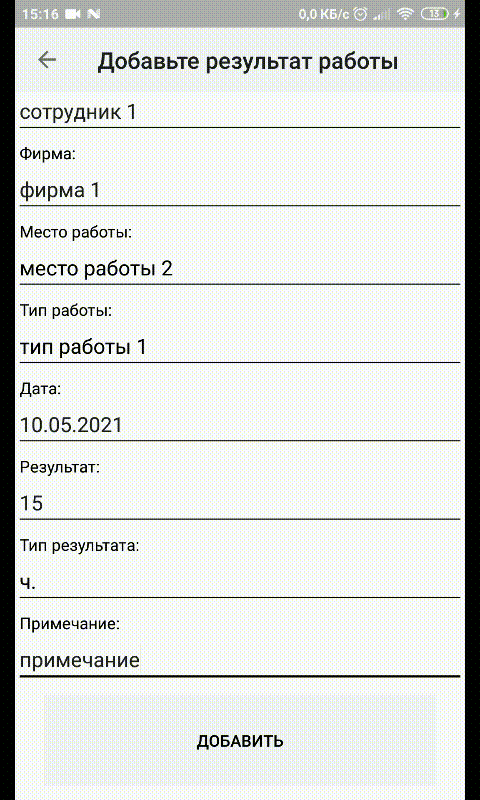 15:16 0,0 КБ/с 15
Добавьте результат работы
сотрудник 1
Фирма:
фирма 1
Место работы:
место работы 2
Тип работы:
тип работы 1
Дата:
10.05.2021
Результат:
15
Тип результата:
ч.
Примечание:
примечание
ДОБАВИТЬ